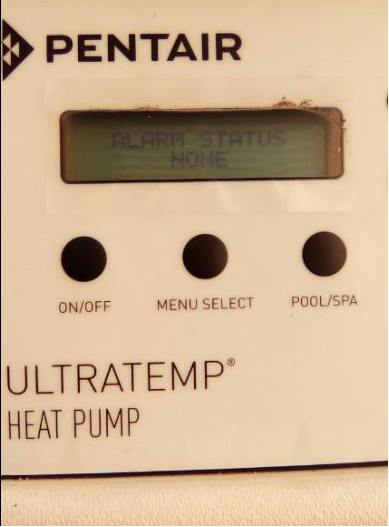 PENTAIR
ALARM STATUS
NONE
ON/OFF
MENU SELECT
POOL/SPA
ULTRATEMP®
HEAT PUMP